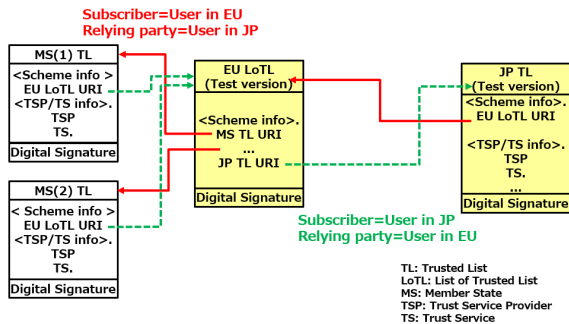 Subscriber=User in EU
Relying party=User in JP
MS(1) TL
<Scheme info >
EU LoTL URI
<TSP/TS info>.
TSP
TS.
Digital Signature
MS(2) TL
< Scheme info >
EU LoTL URI
<TSP/TS info>.
TSP
TS.
Digital Signature
EU LoTL
(Test version)
<Scheme info>.
MS TL URI
...
JP TL URI
Digital Signature
JP TL
(Test version)
<Scheme info>.
EU LoTL URI
<TSP/TS info>.
TSP
TS.
...
Digital Signature
Subscriber=User in JP
Relying party=User in EU
TL: Trusted List
LoTL: List of Trusted List
MS: Member State
TSP: Trust Service Provider
TS: Trust Service